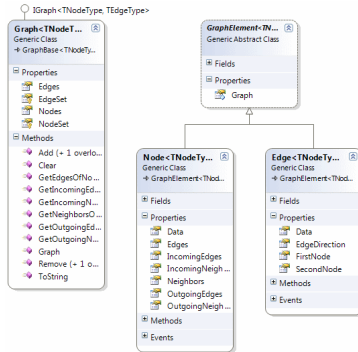 IGraph<TNodeType, TEdgeType>
Graph<TNodeT...
Generic Class
GraphBase<TNodeTy...
Properties
Edges
EdgeSet
Nodes
NodeSet
Methods
Add (+ 1 overlo...
Clear
GetEdgesOfNo...
GetIncomingEd...
GetIncomingN...
GetNeighborsO...
GetOutgoingEd...
GetOutgoingN...
Graph
Remove (+ 1 o...
ToString
GraphElement<TN...
Generic Abstract Class
Fields
Properties
Graph
Node<TNodeTy...
Generic Class
GraphElement<TNod...
Fields
Properties
Data
Edges
IncomingEdges
IncomingNeigh...
Neighbors
OutgoingEdges
OutgoingNeigh...
Methods
Events
Edge<TNodeTy...
Generic Class
GraphElement<TNod...
Fields
Properties
Data
EdgeDirection
FirstNode
SecondNode
Methods
Events